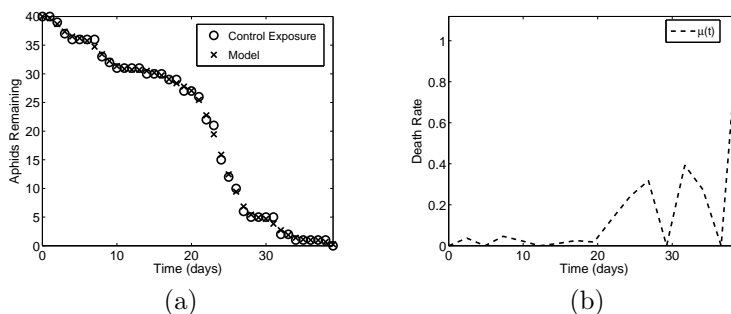 40
35
30
25
20
15
10
5
0
Aphids Remaining
Control Exposure
Model
0
10
20
30
Time (days)
(a)
1
0.8
0.6
0.4
0.2
0
Death Rate
μ(t)
0
10
20
30
Time (days)
(b)